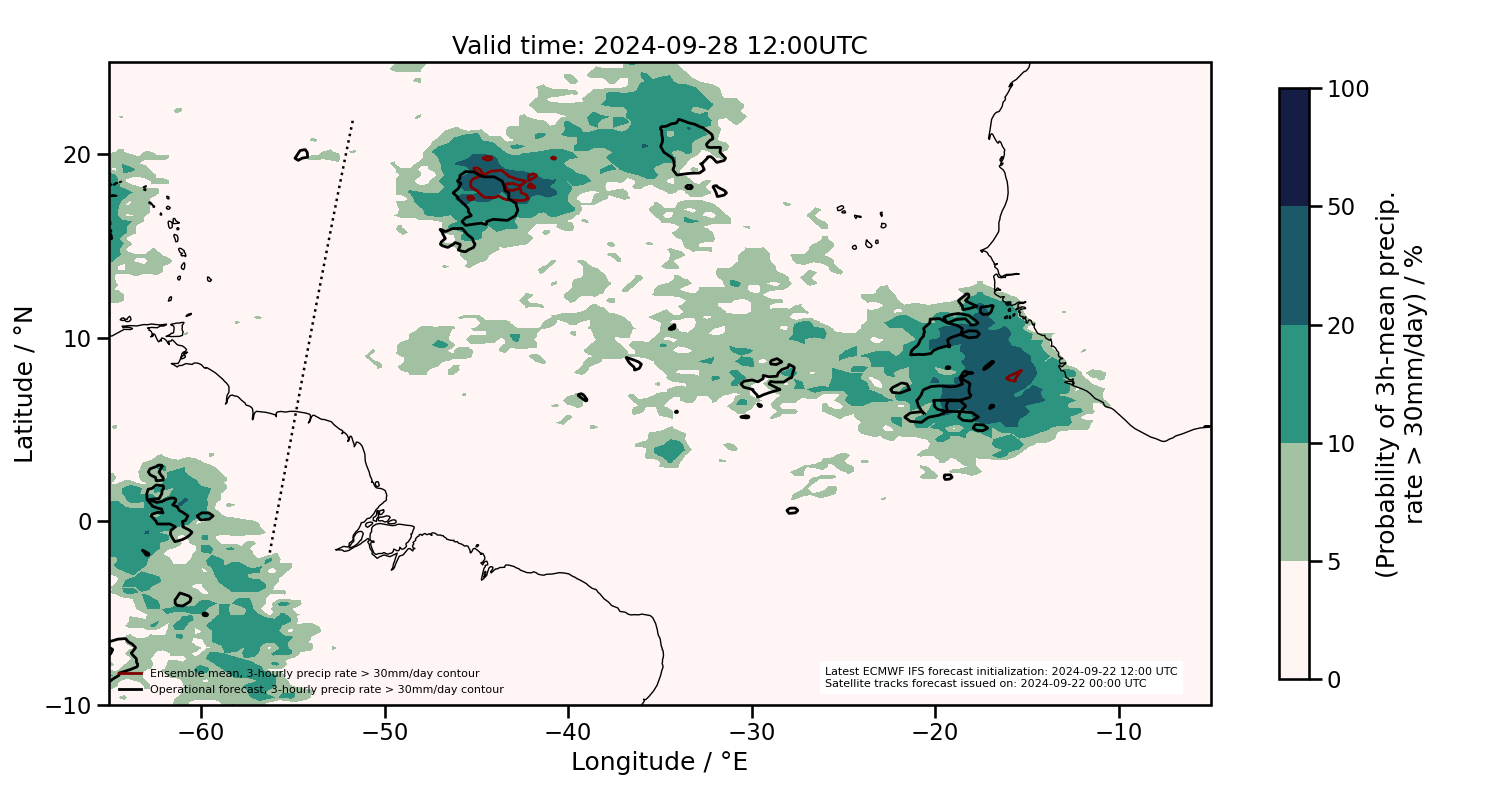 Valid time: 2024-09-28 12:00UTC
Latitude / °N
20
10
0
−10
Ensemble mean, 3-hourly precip rate > 30mm/day contour
Operational forecast, 3-hourly precip rate > 30mm/day contour
Latest ECMWF IFS forecast initialization: 2024-09-22 12:00 UTC
Satellite tracks forecast issued on: 2024-09-22 00:00 UTC
−60
−50
−40
−30
−20
−10
Longitude / °E
100
50
20
10
5
0
(Probability of 3h-mean precip.
rate > 30mm/day) / %